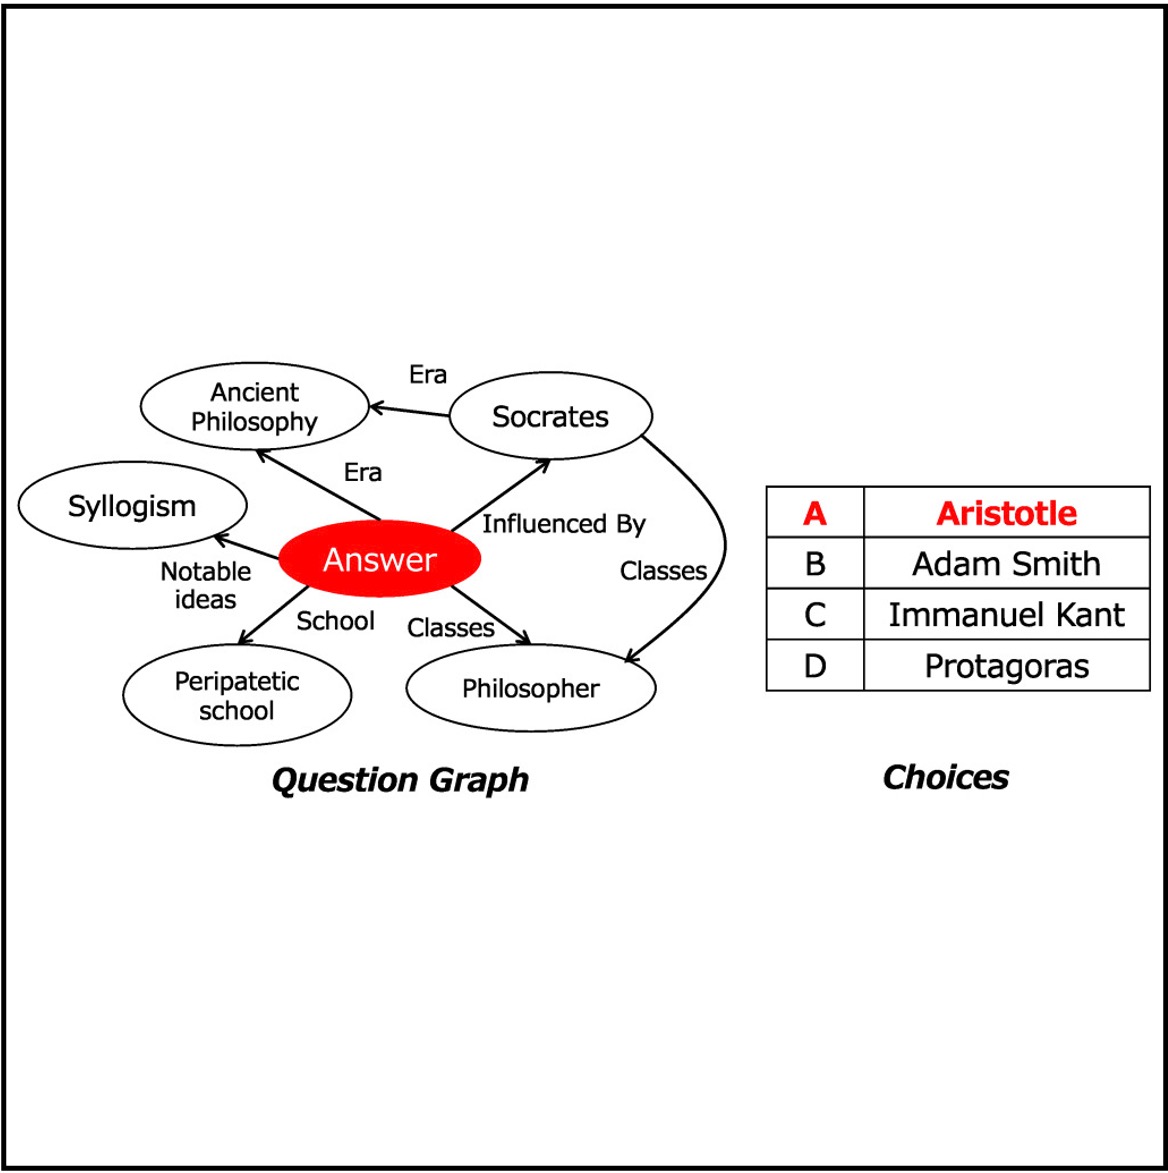 Era
Ancient
Philosophy
Socrates
Era
Syllogism
Influenced By
Answer
Notable
ideas
Classes
School
Classes
Peripatetic
school
Philosopher
Question Graph
A Aristotle
B Adam Smith
C Immanuel Kant
D Protagoras
Choices